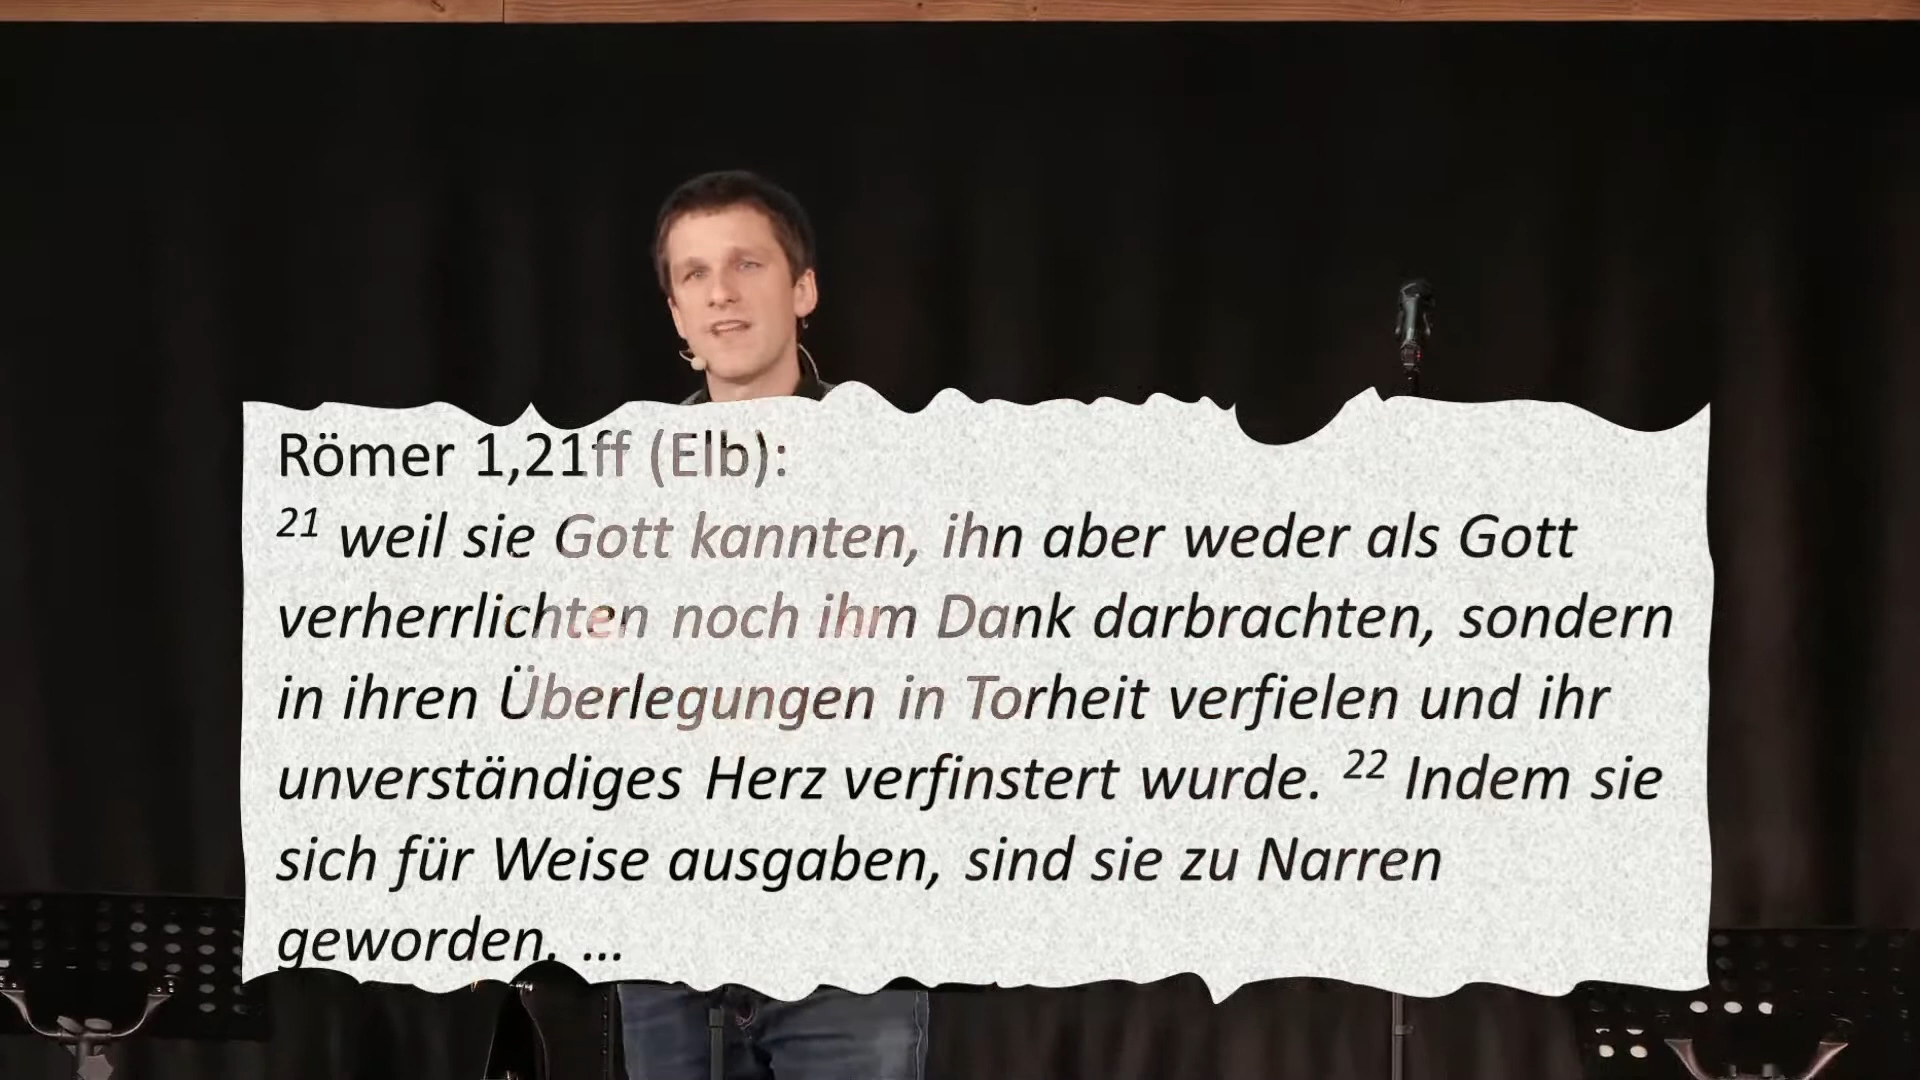 Römer 1,21ff (Elb):
²¹ weil sie Gott kannten, ihn aber weder als Gott
verherrlichten noch ihm Dank darbrachten, sondern
in ihren Überlegungen in Torheit verfielen und ihr
unverständiges Herz verfinstert wurde. ²² Indem sie
sich für Weise ausgaben, sind sie zu Narren
geworden. ...